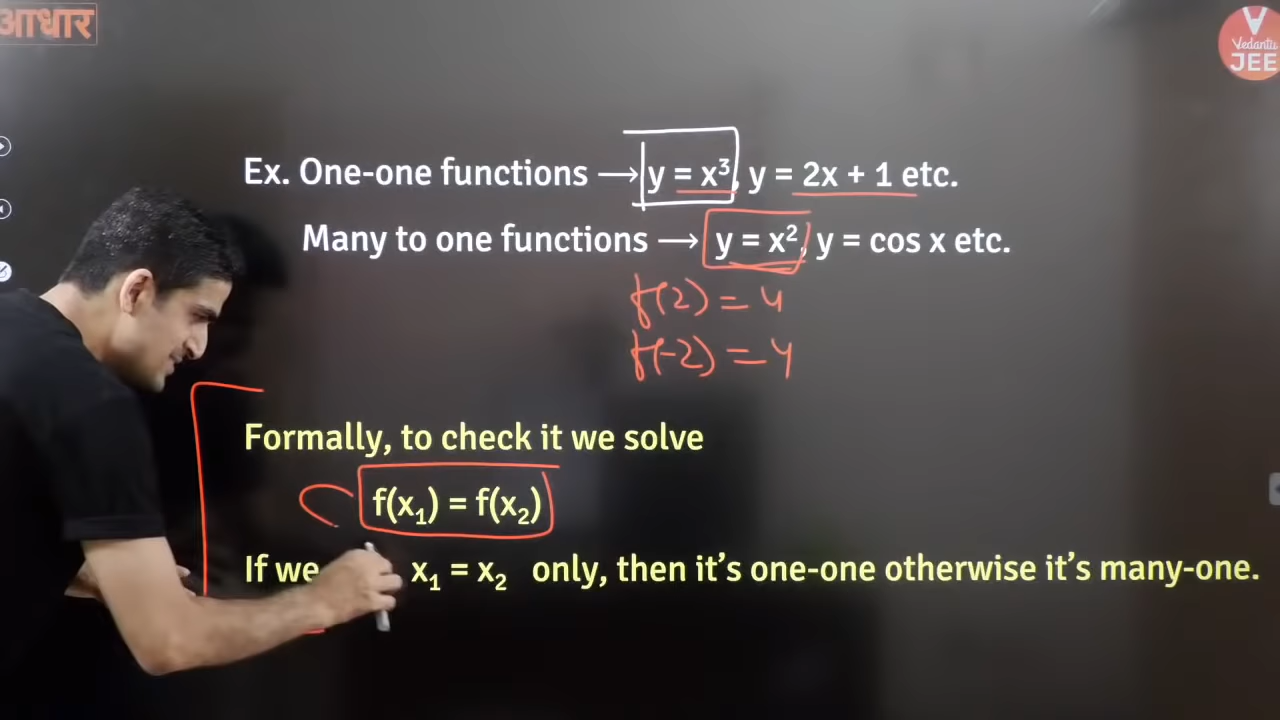 आधार
Vedantu
JEE
Ex. One-one functions → y = x³, y = 2x + 1 etc.
Many to one functions → y = x², y = cos x etc.
f(2) = 4
f(-2) = 4
Formally, to check it we solve
f(x₁) = f(x₂)
If we x₁ = x₂ only, then it's one-one otherwise it's many-one.